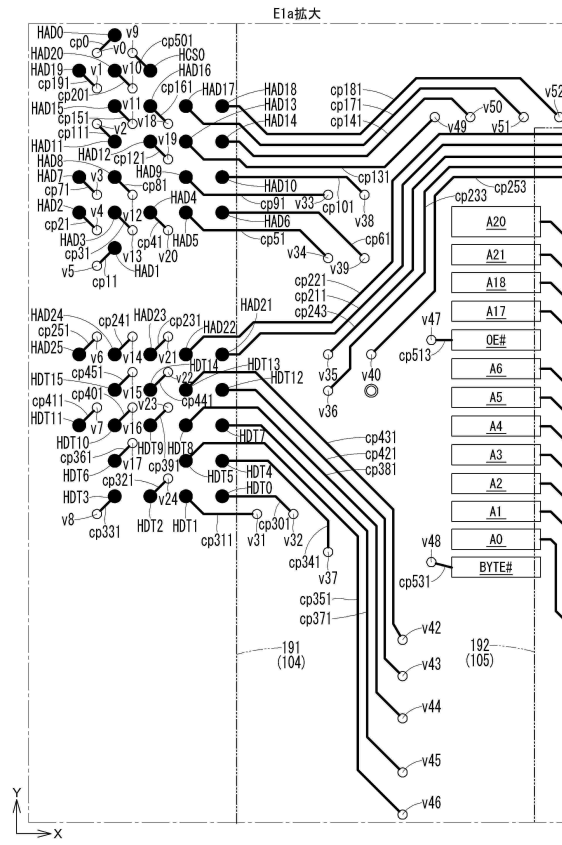 E1a拡大
HAD0
v9
cp0
v0
cp501
HAD20
HCS0
HAD19
v1
v10
HAD16
cp191
cp161
HAD17
HAD18
cp181
v52
cp201
HAD13
cp171
v50
HAD15
v11
HAD14
cp141
cp151
v18
v49
v51
cp111
v2
HAD11
HAD12
v19
cp121
cp131
HAD8
v3
HAD9
HAD10
cp233
cp253
HAD7
cp81
cp91
v33
cp101
v38
cp71
HAD4
HAD2
v4
v12
HAD6
A20
cp21
HAD5
cp51
cp61
HAD3
cp41
v34
cp31
v13
v20
v39
A21
v5
HAD1
cp11
cp221
A18
cp211
HAD24
cp241
HAD23
HAD21
cp243
A17
cp251
cp231
HAD22
v47
OE#
HAD25
v6
v14
v21
v35
v40
cp513
cp451
HDT14
HDT13
A6
HDT15
v15
v22
HDT12
v36
cp411
cp401
cp441
A5
HDT11
v7
v23
cp431
HDT10
v16
HDT9
HDT8
HDT7
cp421
A4
cp361
cp391
cp381
HDT6
v17
HDT5
HDT4
A3
cp321
HDT3
v24
HDT0
A2
v8
cp331
HDT2
HDT1
cp301
A1
cp311
v31
v32
cp341
v48
A0
v37
cp531
BYTE#
cp351
cp371
v42
191
(104)
192
(105)
v43
v44
v45
v46
Y
X